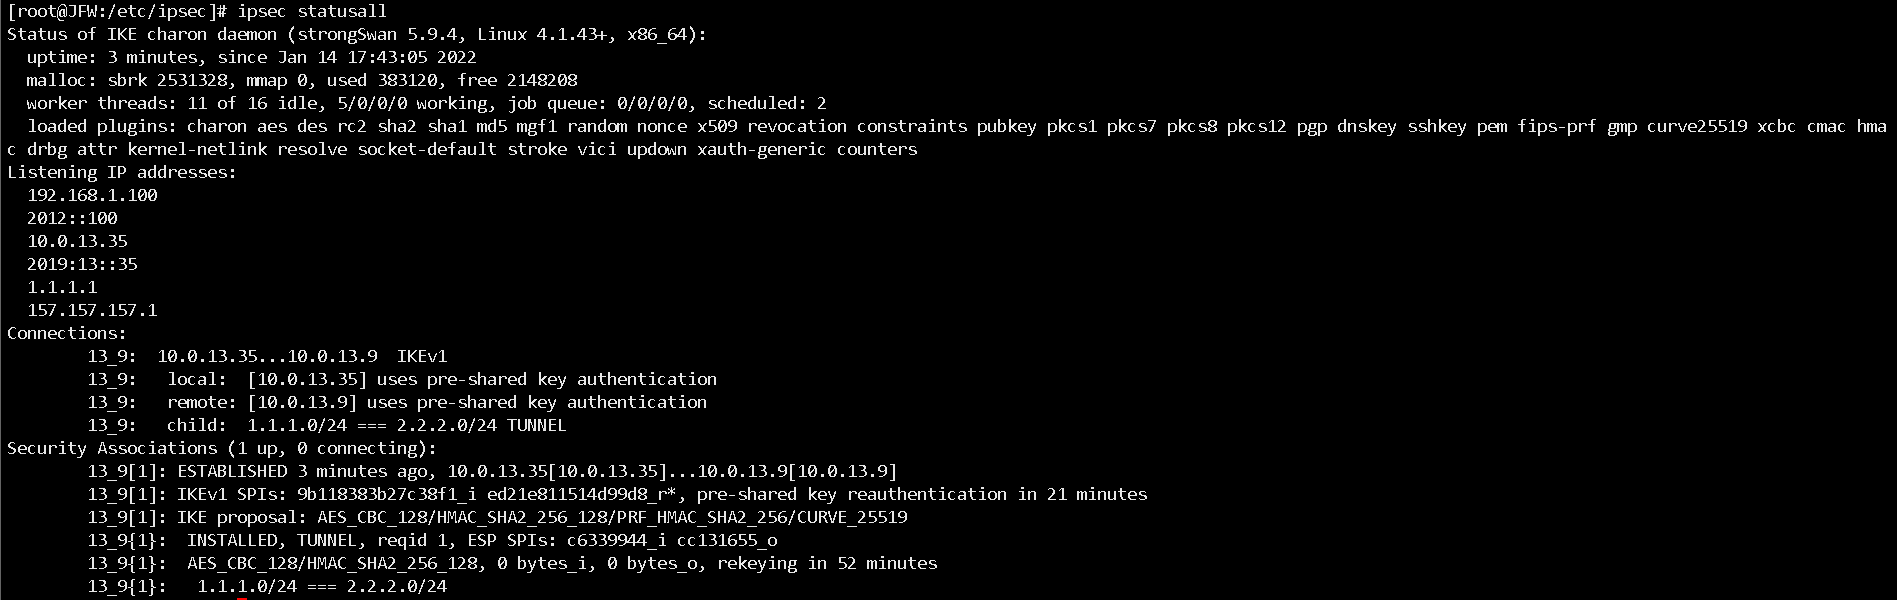 [root@JFW:/etc/ipsec]# ipsec statusall
Status of IKE charon daemon (strongSwan 5.9.4, Linux 4.1.43+, x86_64):
  uptime: 3 minutes, since Jan 14 17:43:05 2022
  malloc: sbrk 2531328, mmap 0, used 383120, free 2148208
  worker threads: 11 of 16 idle, 5/0/0/0 working, job queue: 0/0/0/0, scheduled: 2
  loaded plugins: charon aes des rc2 sha2 sha1 md5 mgf1 random nonce x509 revocation constraints pubkey pkcs1 pkcs7 pkcs8 pkcs12 pgp dnskey sshkey pem fips-prf gmp curve25519 xcbc cmac hma
c drbg attr kernel-netlink resolve socket-default stroke vici updown xauth-generic counters
Listening IP addresses:
  192.168.1.100
  2012::100
  10.0.13.35
  2019:13::35
  1.1.1.1
  157.157.157.1
Connections:
        13_9:  10.0.13.35...10.0.13.9  IKEv1
        13_9:   local:  [10.0.13.35] uses pre-shared key authentication
        13_9:   remote: [10.0.13.9] uses pre-shared key authentication
        13_9:   child:  1.1.1.0/24 === 2.2.2.0/24 TUNNEL
Security Associations (1 up, 0 connecting):
        13_9[1]: ESTABLISHED 3 minutes ago, 10.0.13.35[10.0.13.35]...10.0.13.9[10.0.13.9]
        13_9[1]: IKEv1 SPIs: 9b118383b27c38f1_i ed21e811514d99d8_r*, pre-shared key reauthentication in 21 minutes
        13_9[1]: IKE proposal: AES_CBC_128/HMAC_SHA2_256_128/PRF_HMAC_SHA2_256/CURVE_25519
        13_9{1}:  INSTALLED, TUNNEL, reqid 1, ESP SPIs: c6339944_i cc131655_o
        13_9{1}:  AES_CBC_128/HMAC_SHA2_256_128, 0 bytes_i, 0 bytes_o, rekeying in 52 minutes
        13_9{1}:   1.1.1.0/24 === 2.2.2.0/24